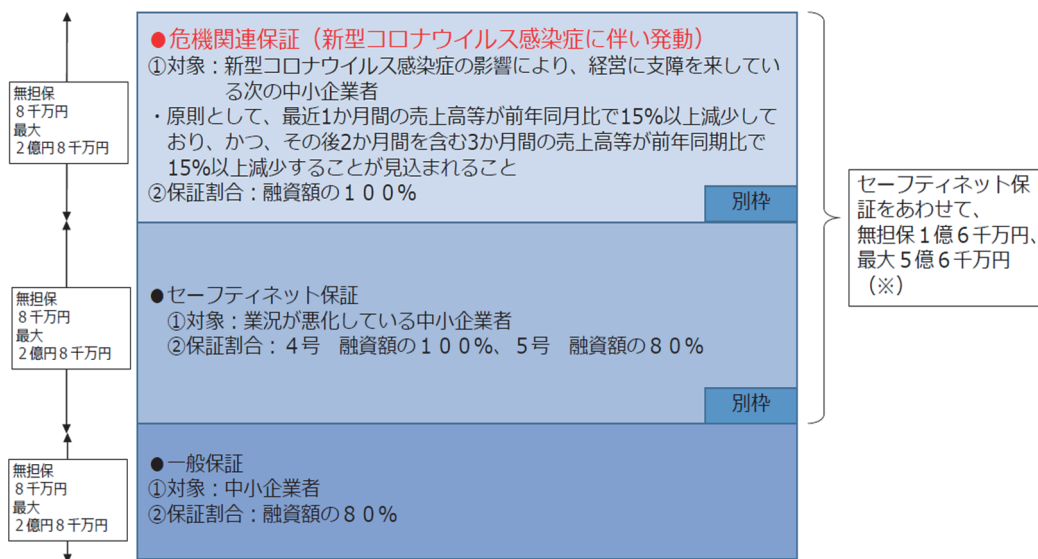 無担保
8千万円
最大
2億円8千万円
●危機関連保証(新型コロナウイルス感染症に伴い発動)
①対象:新型コロナウイルス感染症の影響により、経営に支障を来してい
る次の中小企業者
・原則として、最近1か月間の売上高等が前年同月比で15%以上減少して
おり、かつ、その後2か月間を含む3か月間の売上高等が前年同期比で
15%以上減少することが見込まれること
②保証割合:融資額の100%
別枠
無担保
8千万円
最大
2億円8千万円
●セーフティネット保証
①対象:業況が悪化している中小企業者
②保証割合:4号 融資額の100%、5号 融資額の80%
別枠
無担保
8千万円
最大
2億円8千万円
●一般保証
①対象:中小企業者
②保証割合:融資額の80%
セーフティネット保
証をあわせて、
無担保1億6千万円、
最大5億6千万円
(※)